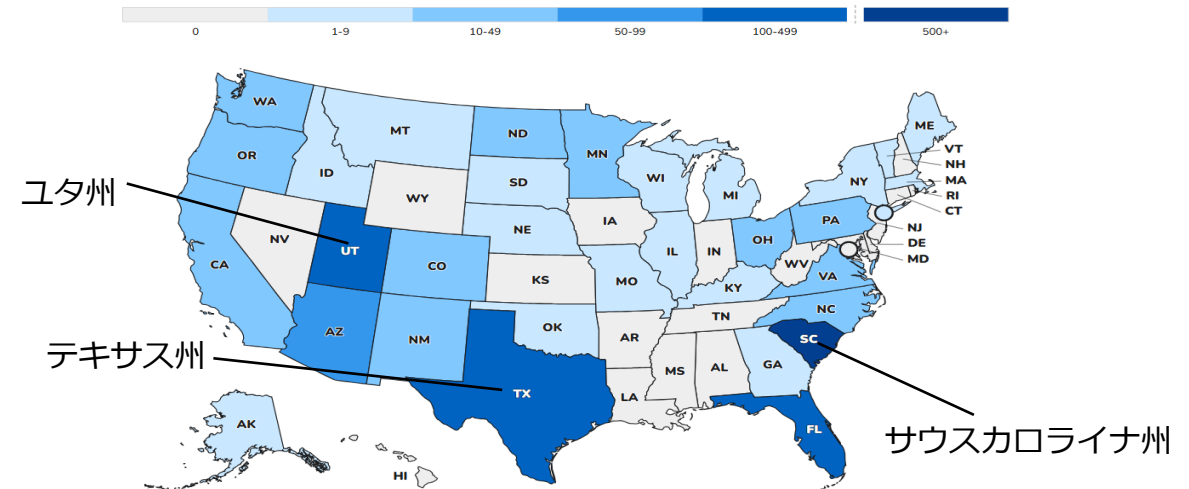 0
1-9
10-49
50-99
100-499
500+
WA
ME
MT
ND
VT
MN
OR
NH
ID
WI
MA
NY
SD
MI
RI
ユタ州
WY
CT
IA
PA
NJ
NE
NV
OH
DE
UT
IL
IN
MD
CO
WV
CA
VA
KS
MO
KY
NC
TN
OK
AZ
AR
SC
NM
テキサス州
GA
MS
AL
TX
LA
AK
FL
サウスカロライナ州
HI